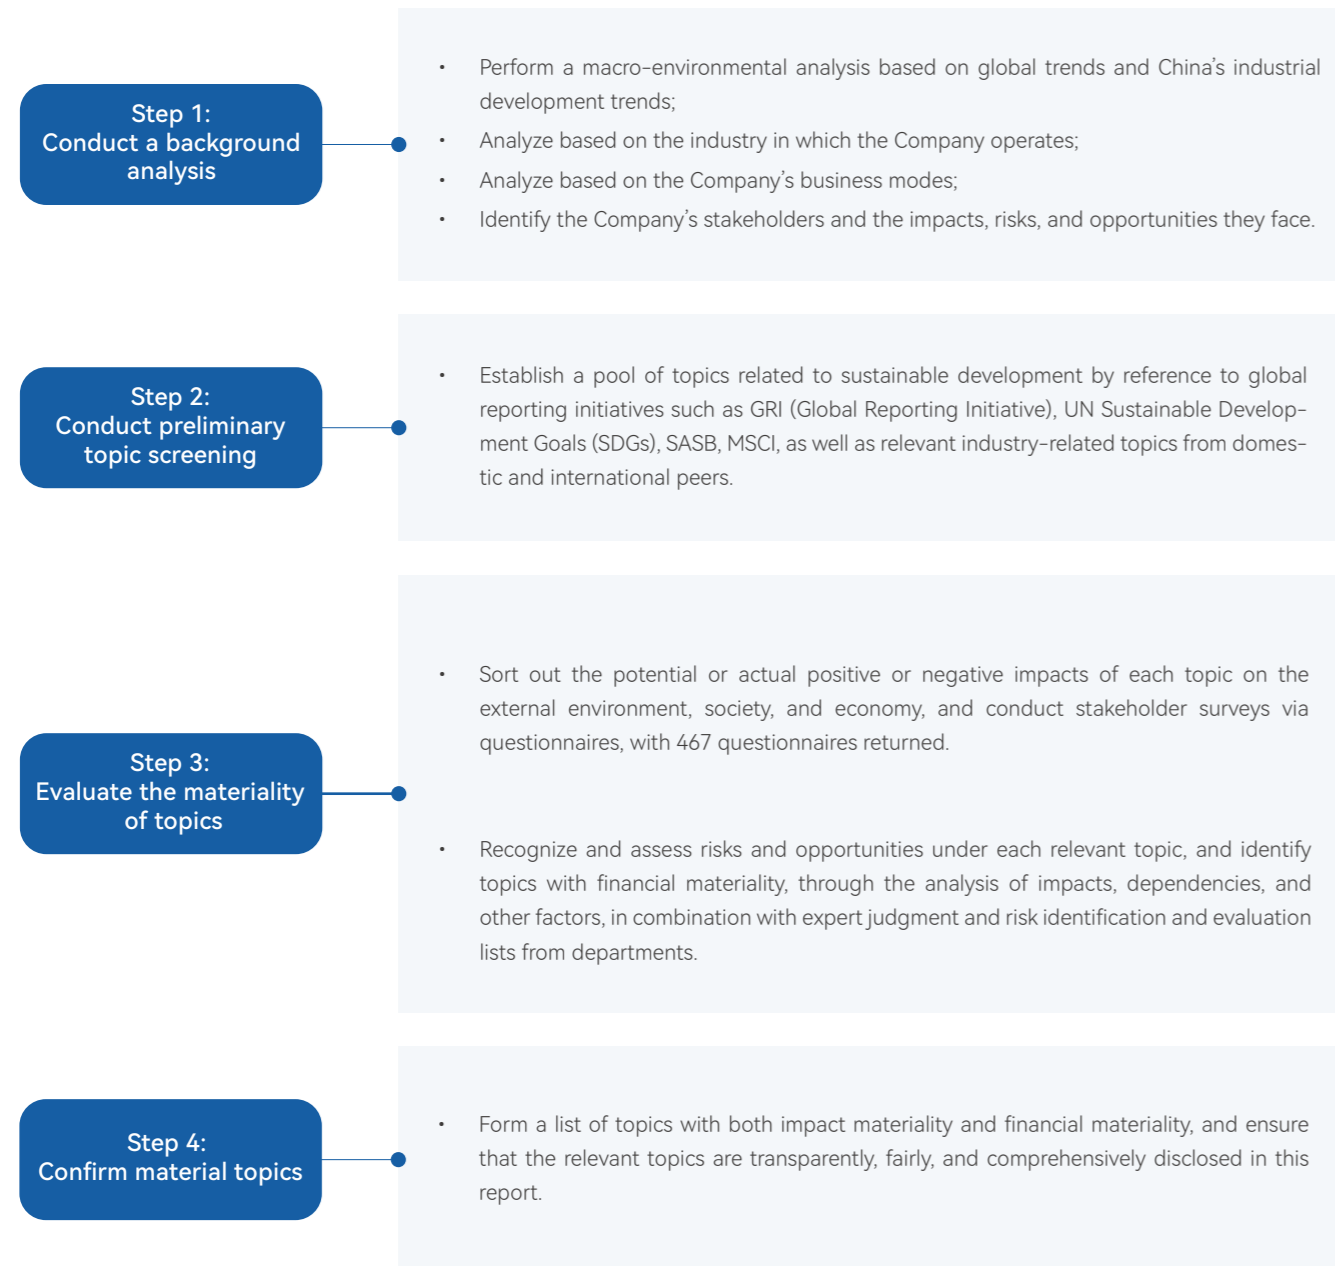 Step 1:
Conduct a background
analysis
• Perform a macro-environmental analysis based on global trends and China's industrial
development trends;
• Analyze based on the industry in which the Company operates;
• Analyze based on the Company's business modes;
• Identify the Company's stakeholders and the impacts, risks, and opportunities they face.
Step 2:
Conduct preliminary
topic screening
• Establish a pool of topics related to sustainable development by reference to global
reporting initiatives such as GRI (Global Reporting Initiative), UN Sustainable Develop-
ment Goals (SDGs), SASB, MSCI, as well as relevant industry-related topics from domes-
tic and international peers.
Step 3:
Evaluate the materiality
of topics
• Sort out the potential or actual positive or negative impacts of each topic on the
external environment, society, and economy, and conduct stakeholder surveys via
questionnaires, with 467 questionnaires returned.
• Recognize and assess risks and opportunities under each relevant topic, and identify
topics with financial materiality, through the analysis of impacts, dependencies, and
other factors, in combination with expert judgment and risk identification and evaluation
lists from departments.
Step 4:
Confirm material topics
• Form a list of topics with both impact materiality and financial materiality, and ensure
that the relevant topics are transparently, fairly, and comprehensively disclosed in this
report.